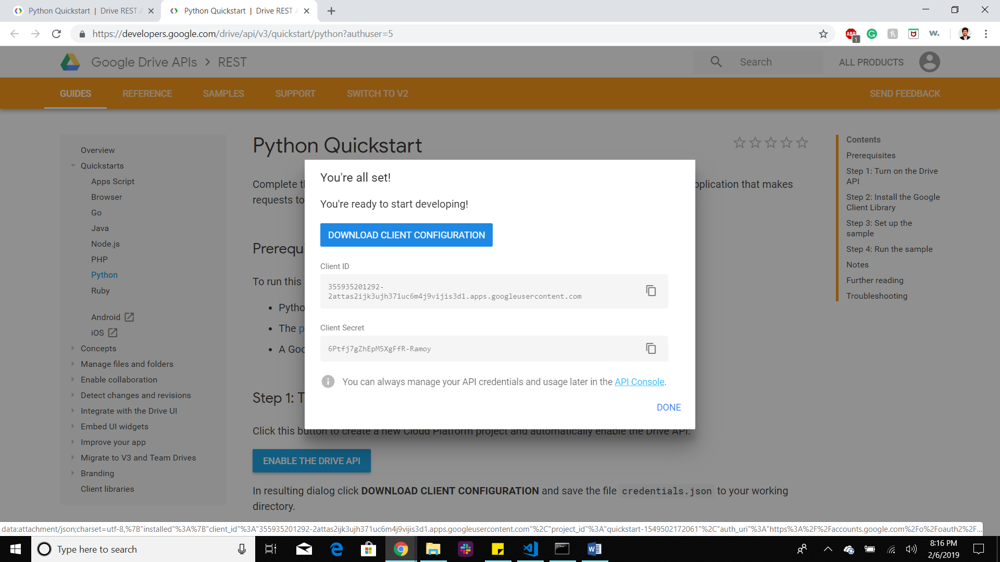 Python Quickstart | Drive REST A
Python Quickstart | Drive REST A
https://developers.google.com/drive/api/v3/quickstart/python?authuser=5
ABP
1
w.
Google Drive APIs > REST
Search
ALL PRODUCTS
GUIDES
REFERENCE
SAMPLES
SUPPORT
SWITCH TO V2
SEND FEEDBACK
Overview
Quickstarts
Apps Script
Browser
Go
Java
Node.js
PHP
Python
Ruby
Android
iOS
Concepts
Manage files and folders
Enable collaboration
Detect changes and revisions
Integrate with the Drive UI
Embed UI widgets
Improve your app
Migrate to V3 and Team Drives
Branding
Client libraries
Python Quickstart
Complete t
pplication that makes
requests to
Prerequi
To run this
Pytho
The p
A Goo
Step 1: T
Click this button to create a new Cloud Platform project and automatically enable the Drive API:
ENABLE THE DRIVE API
In resulting dialog click DOWNLOAD CLIENT CONFIGURATION and save the file credentials.json to your working
directory.
You're all set!
You're ready to start developing!
DOWNLOAD CLIENT CONFIGURATION
Client ID
355935201292-
2attas2ijk3ujh371uc6m4j9vijis3d1.apps.googleusercontent.com
Client Secret
6Ptfj7gZhEpM5XgFfR-Ramoy
You can always manage your API credentials and usage later in the API Console.
DONE
Contents
Prerequisites
Step 1: Turn on the Drive
API
Step 2: Install the Google
Client Library
Step 3: Set up the
sample
Step 4: Run the sample
Notes
Further reading
Troubleshooting
data:attachment/json;charset=utf-8,%7B"installed"%3A%7B"client_id"%3A"355935201292-2attas2ijk3ujh371uc6m4j9vijis3d1.apps.googleusercontent.com"%2C"project_id"%3A"quickstart-1549502172061"%2C"auth_uri"%3A"https%3A%2F%2Faccounts.google.com%2Fo%2Foauth2%2F...
Type here to search
8:16 PM
2/6/2019